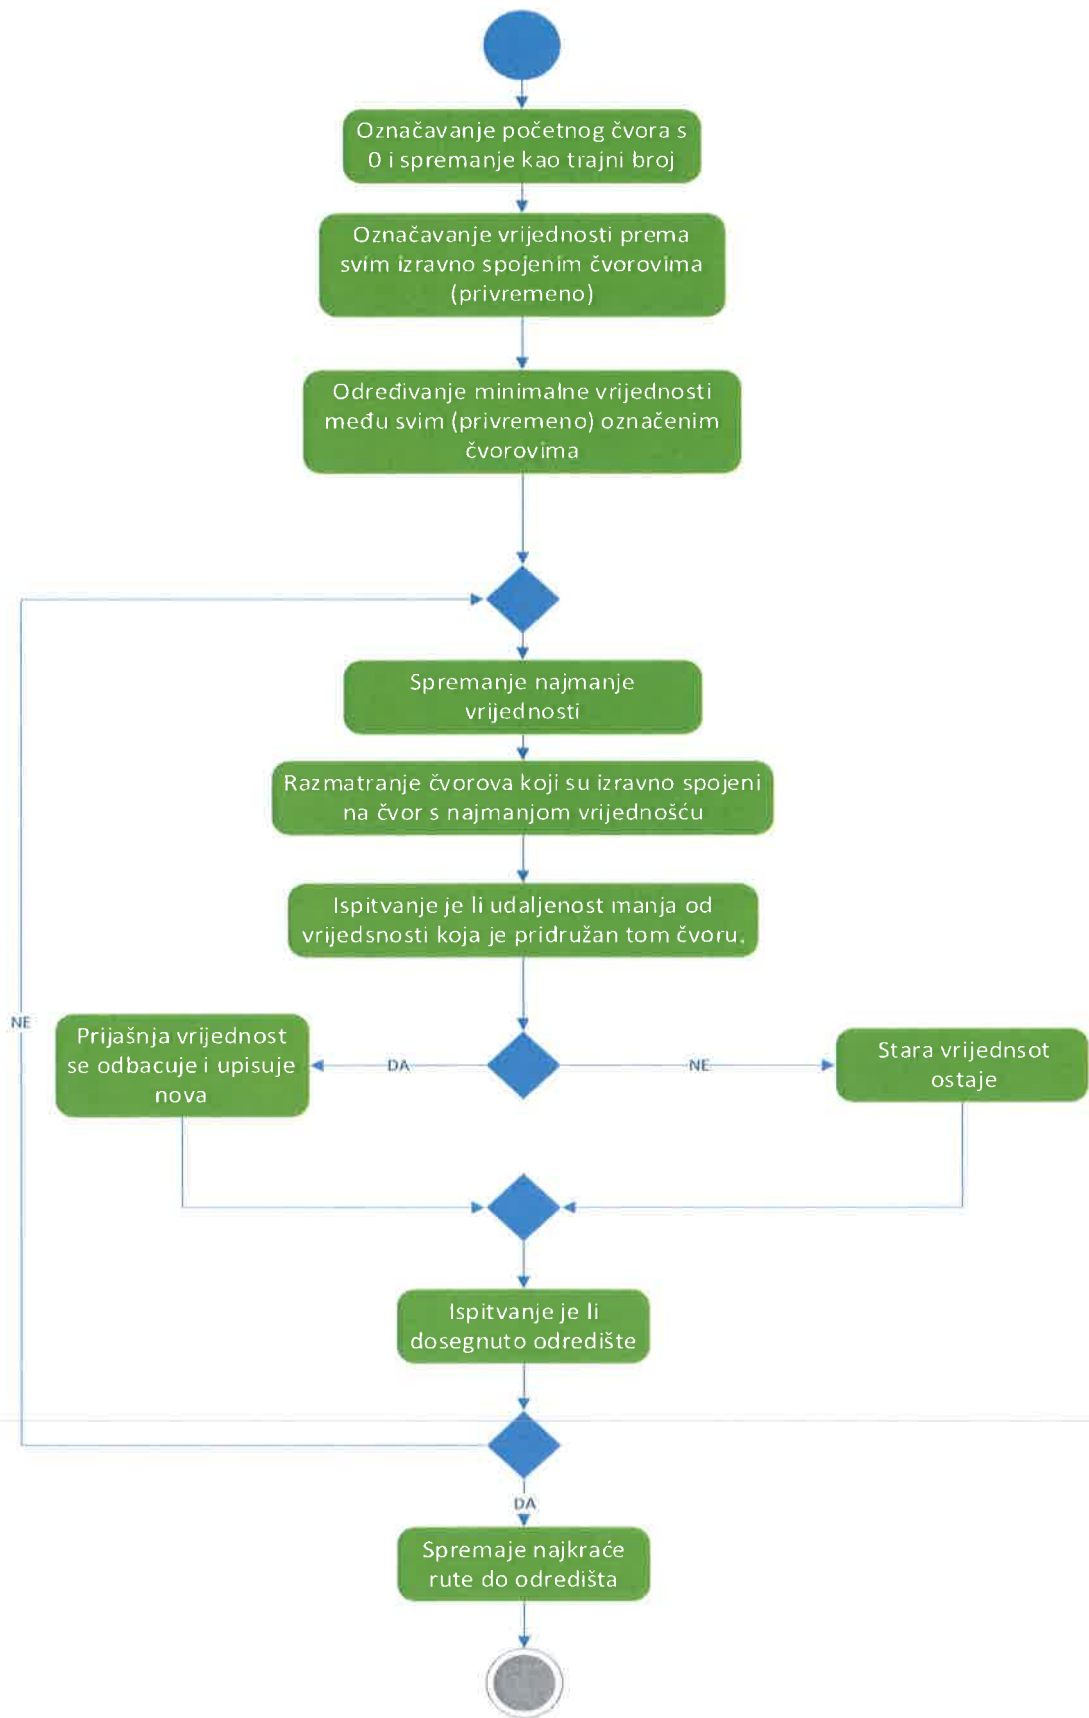 Označavanje početnog čvora s
0 i spremanje kao trajni broj
Označavanje vrijednosti prema
svim izravno spojenim čvorovima
(privremeno)
Određivanje minimalne vrijednosti
među svim (privremeno) označenim
čvorovima
Spremanje najmanje
vrijednosti
Razmatranje čvorova koji su izravno spojeni
na čvor s najmanjom vrijednošću
Ispitvanje je li udaljenost manja od
vrijedsnosti koja je pridružan tom čvoru.
NE
Prijašnja vrijednost
se odbacuje i upisuje
nova
DA
NE
Stara vrijednsot
ostaje
Ispitvanje je li
dosegnuto odredište
DA
Spremaje najkraće
rute do odredišta